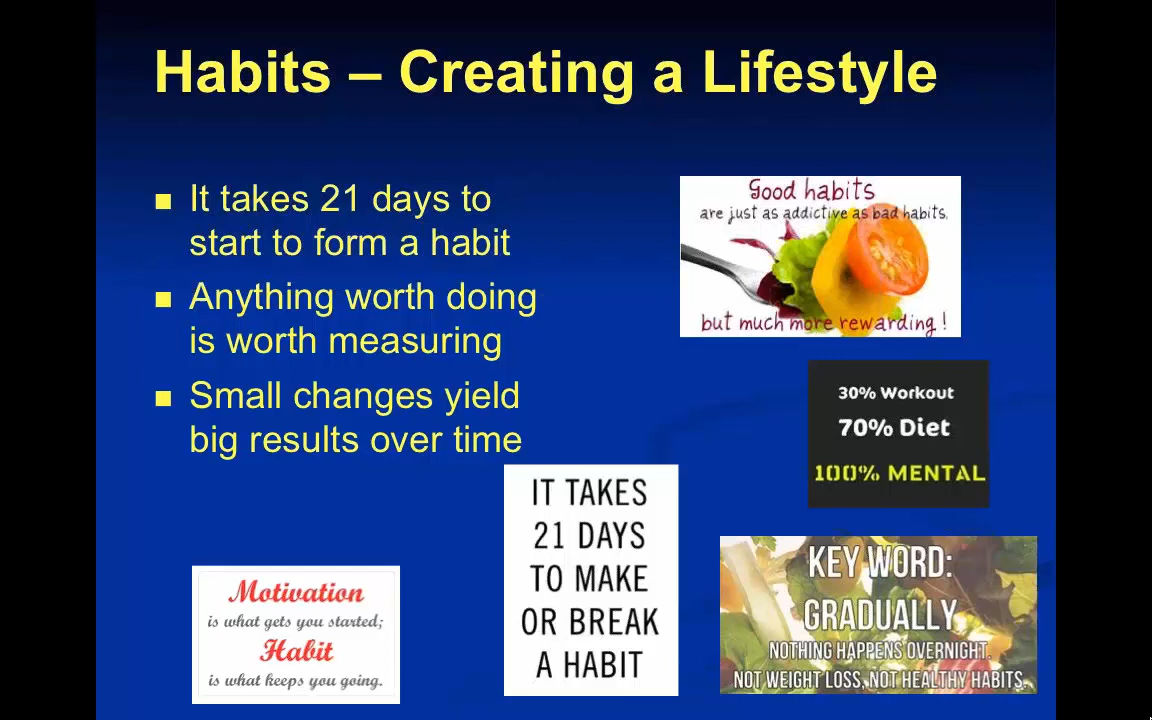 Habits – Creating a Lifestyle
It takes 21 days to
start to form a habit
Anything worth doing
is worth measuring
Small changes yield
big results over time
Good habits
are just as addictive as bad habits,
but much more rewarding !
30% Workout
70% Diet
100% MENTAL
IT TAKES
21 DAYS
TO MAKE
OR BREAK
A HABIT
KEY WORD:
GRADUALLY
NOTHING HAPPENS OVERNIGHT.
NOT WEIGHT LOSS, NOT HEALTHY HABITS.
Motivation
is what gets you started;
Habit
is what keeps you going.